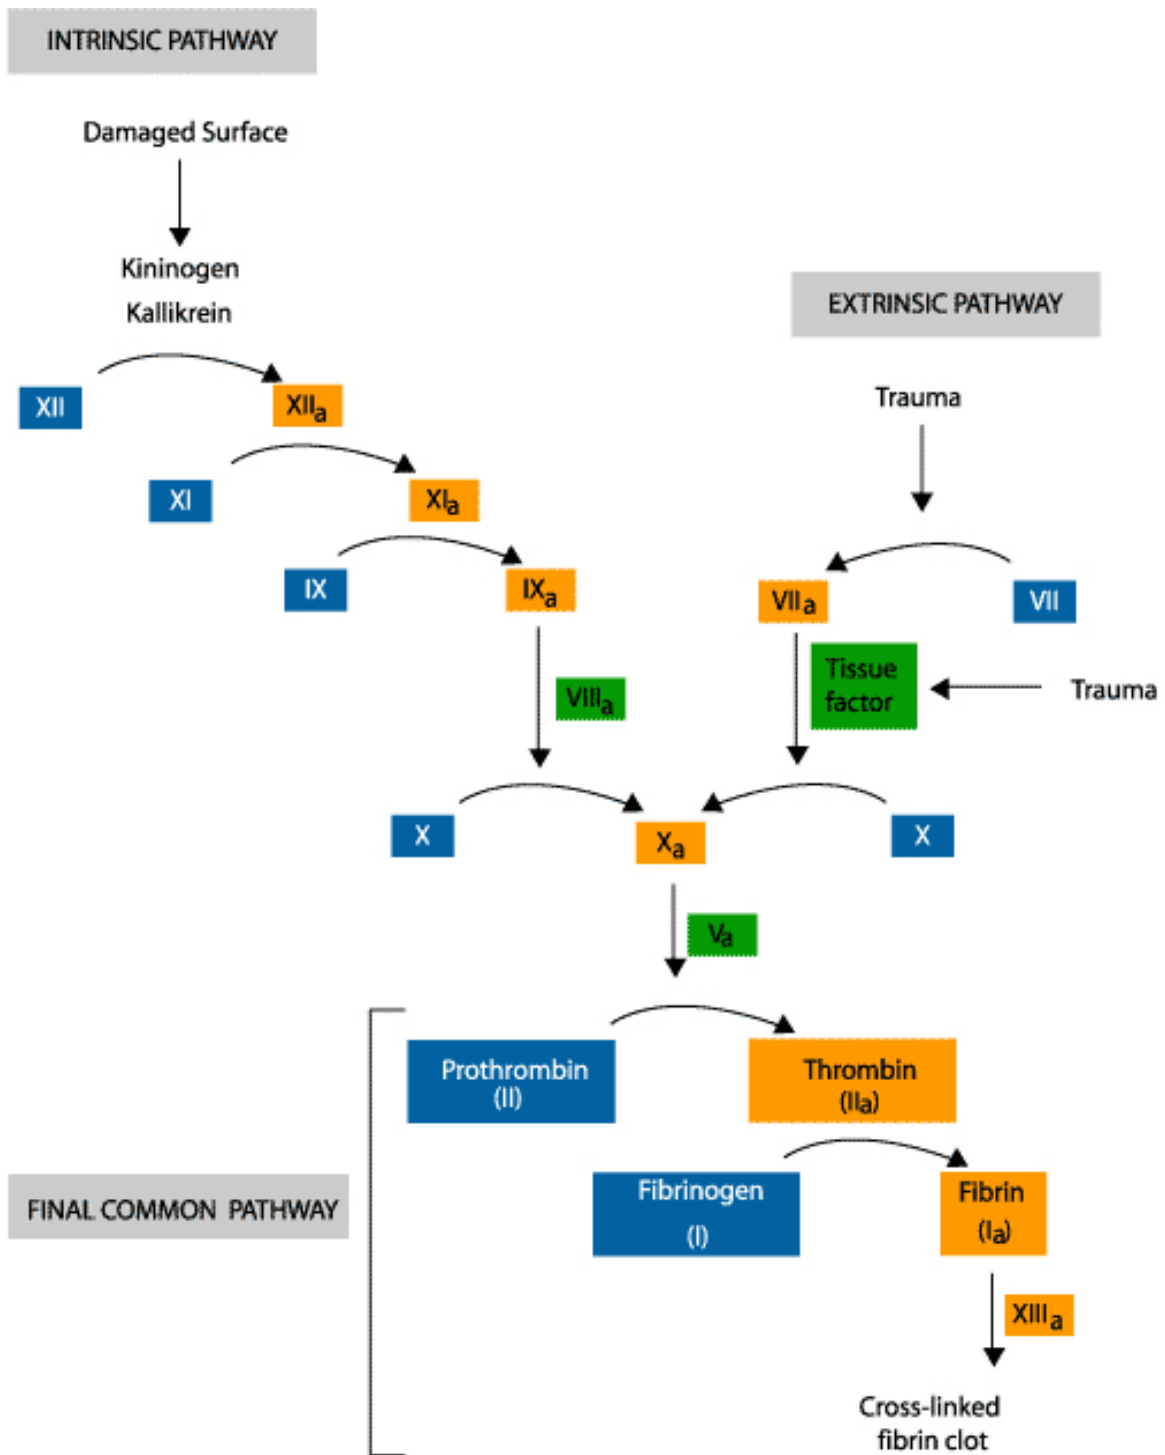 INTRINSIC PATHWAY
Damaged Surface
Kininogen
Kallikrein
EXTRINSIC PATHWAY
Trauma
XII
XIIa
XI
XIa
IX
IXa
VIIa
VII
Tissue
factor
Trauma
VIIIa
X
Xa
X
Va
Prothrombin
(II)
Thrombin
(IIa)
Fibrinogen
(I)
Fibrin
(Ia)
FINAL COMMON PATHWAY
XIIIa
Cross-linked
fibrin clot